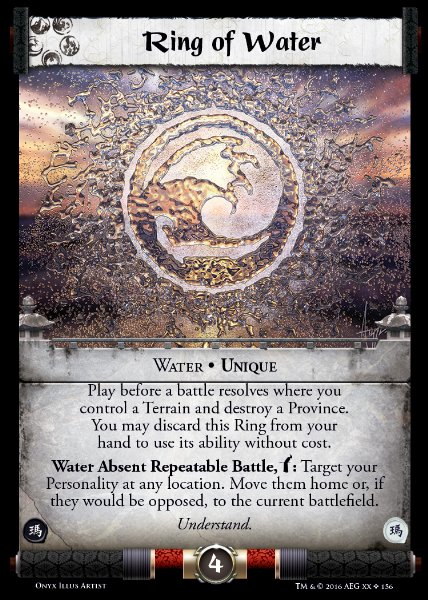 Ring of Water
Water • Unique
Play before a battle resolves where you
control a Terrain and destroy a Province.
You may discard this Ring from your
hand to use its ability without cost.
Water Absent Repeatable Battle, : Target your
Personality at any location. Move them home or, if
they would be opposed, to the current battlefield.
Understand.
瑪 瑪
4
Onyx Illus Artist TM & © 2016 AEG XX ❖ 156